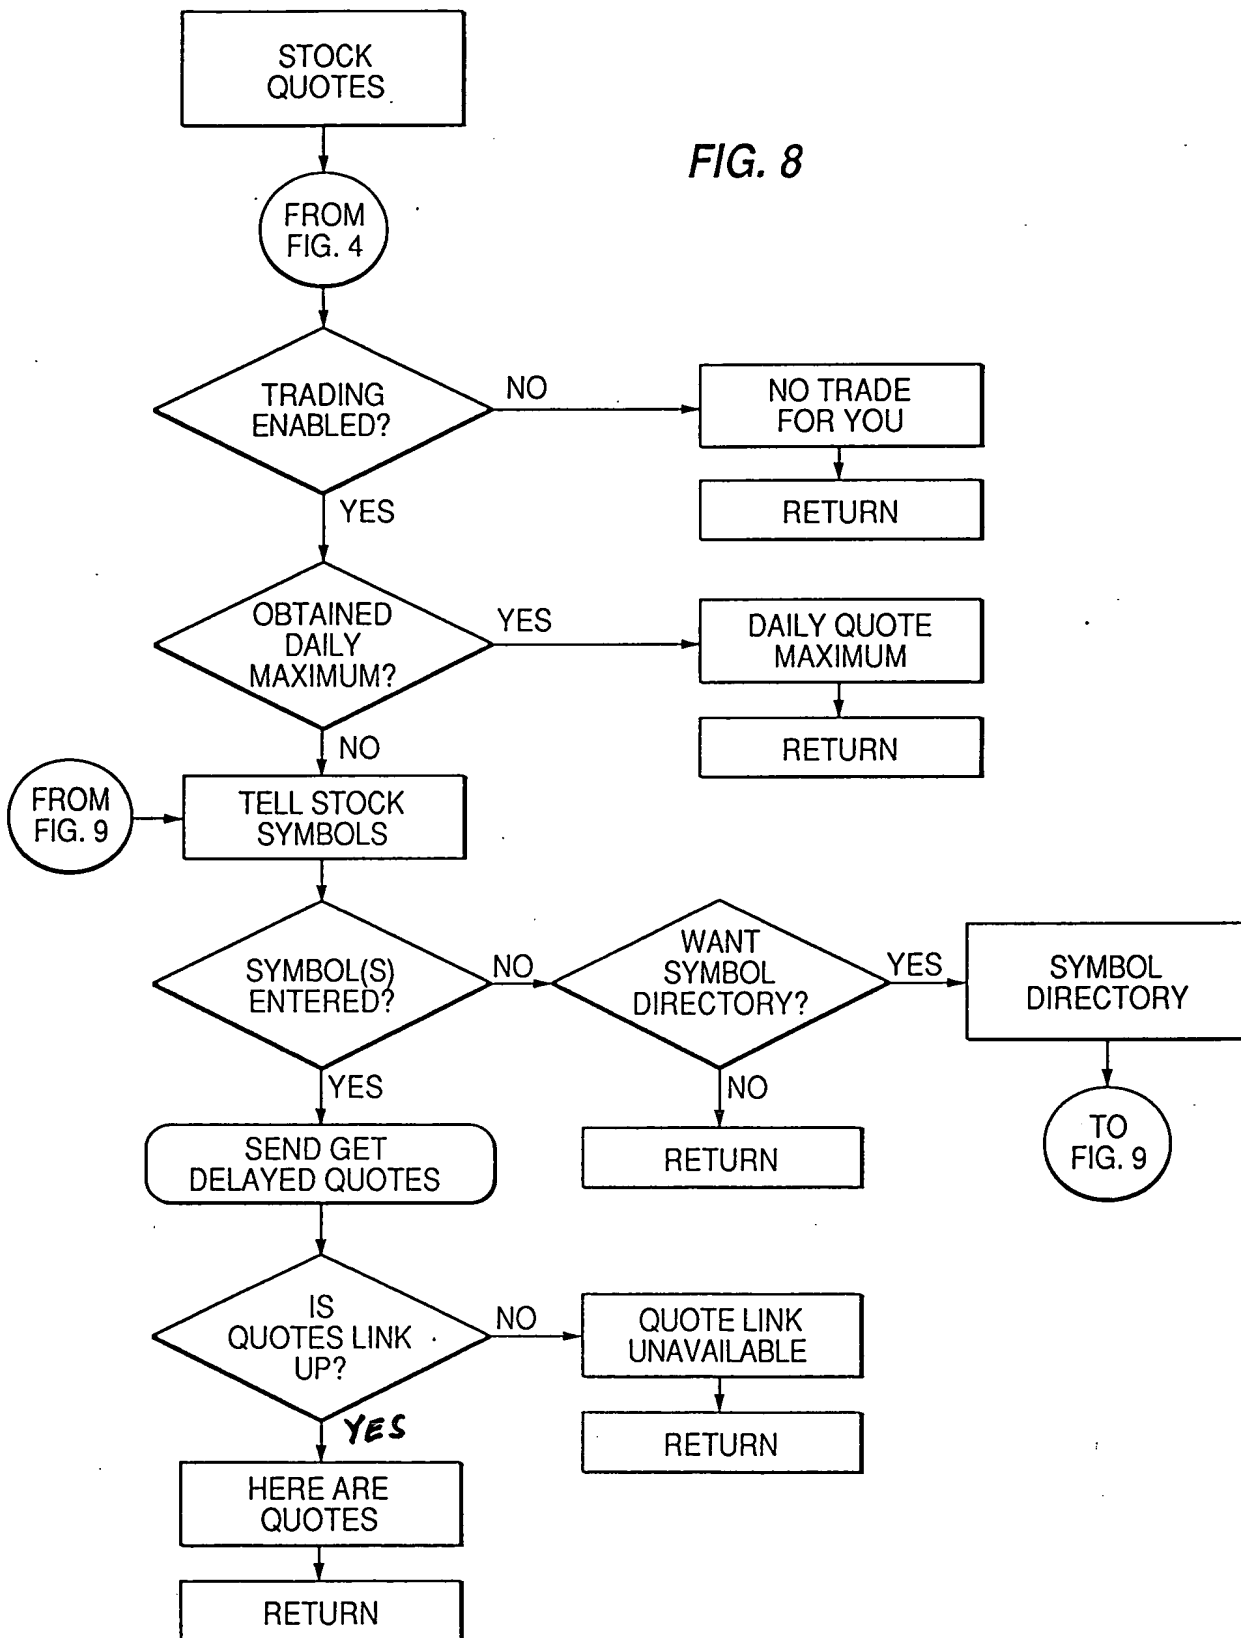 STOCK
QUOTES
FIG. 8
FROM
FIG. 4
TRADING
ENABLED?
NO
NO TRADE
FOR YOU
RETURN
YES
OBTAINED
DAILY
MAXIMUM?
YES
DAILY QUOTE
MAXIMUM
RETURN
NO
FROM
FIG. 9
TELL STOCK
SYMBOLS
SYMBOL(S)
ENTERED?
NO
WANT
SYMBOL
DIRECTORY?
YES
SYMBOL
DIRECTORY
YES
NO
TO
FIG. 9
SEND GET
DELAYED QUOTES
RETURN
IS
QUOTES LINK
UP?
NO
QUOTE LINK
UNAVAILABLE
RETURN
YES
HERE ARE
QUOTES
RETURN